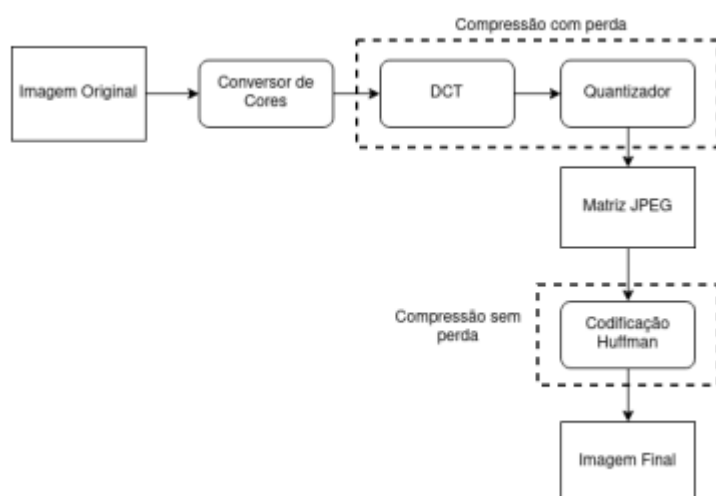 Compressão com perda
Imagem Original
Conversor de
Cores
DCT
Quantizador
Matriz JPEG
Compressão sem
perda
Codificação
Huffman
Imagem Final